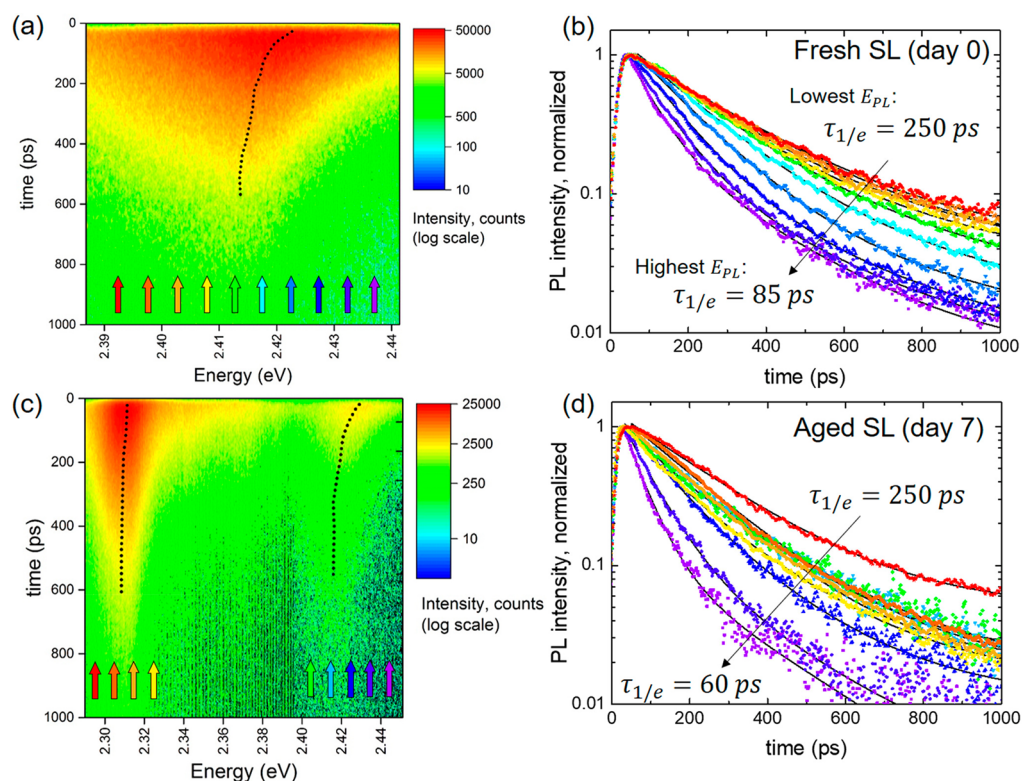 (a)
0
200
400
600
800
1000
time (ps)
2.39
2.40
2.41
2.42
2.43
2.44
Energy (eV)
50000
5000
500
100
10
Intensity, counts
(log scale)
(b)
Fresh SL (day 0)
Lowest E_PL:
τ_1/e = 250 ps
Highest E_PL:
τ_1/e = 85 ps
1
0.1
0.01
PL intensity, normalized
0
200
400
600
800
1000
time (ps)
(c)
0
200
400
600
800
1000
time (ps)
2.30
2.32
2.34
2.36
2.38
2.40
2.42
2.44
Energy (eV)
25000
2500
250
10
Intensity, counts
(log scale)
(d)
Aged SL (day 7)
τ_1/e = 250 ps
τ_1/e = 60 ps
1
0.1
0.01
PL intensity, normalized
0
200
400
600
800
1000
time (ps)